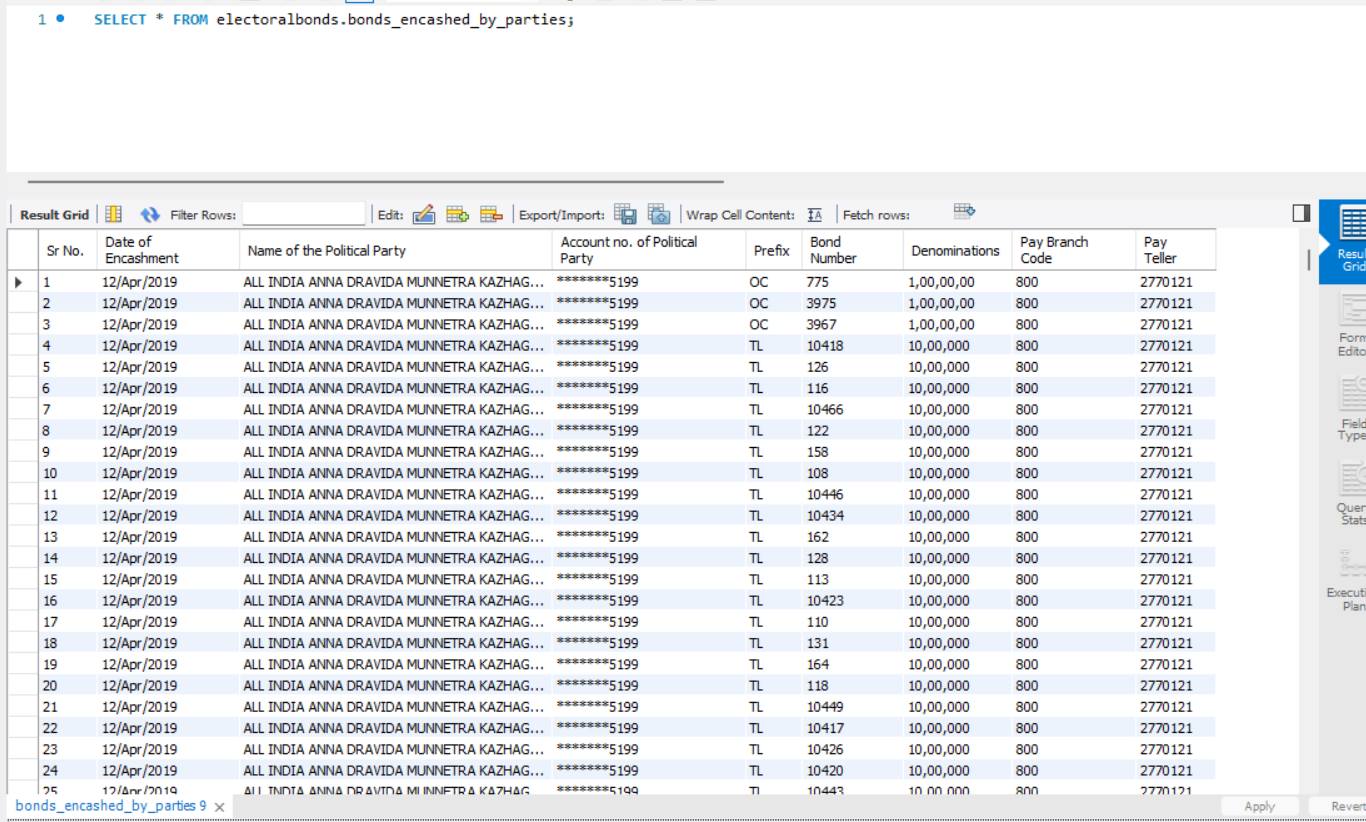 1 SELECT * FROM electoralbonds.bonds_encashed_by_parties;
Result Grid Filter Rows: Edit: Export/Import: Wrap Cell Content: Fetch rows:
Sr No. Date of Encashment Name of the Political Party Account no. of Political Party Prefix Bond Number Denominations Pay Branch Code Pay Teller
1 12/Apr/2019 ALL INDIA ANNA DRAVIDA MUNNETRA KAZHAG... *******5199 OC 775 1,00,00,00 800 2770121
2 12/Apr/2019 ALL INDIA ANNA DRAVIDA MUNNETRA KAZHAG... *******5199 OC 3975 1,00,00,00 800 2770121
3 12/Apr/2019 ALL INDIA ANNA DRAVIDA MUNNETRA KAZHAG... *******5199 OC 3967 1,00,00,00 800 2770121
4 12/Apr/2019 ALL INDIA ANNA DRAVIDA MUNNETRA KAZHAG... *******5199 TL 10418 10,00,000 800 2770121
5 12/Apr/2019 ALL INDIA ANNA DRAVIDA MUNNETRA KAZHAG... *******5199 TL 126 10,00,000 800 2770121
6 12/Apr/2019 ALL INDIA ANNA DRAVIDA MUNNETRA KAZHAG... *******5199 TL 116 10,00,000 800 2770121
7 12/Apr/2019 ALL INDIA ANNA DRAVIDA MUNNETRA KAZHAG... *******5199 TL 10466 10,00,000 800 2770121
8 12/Apr/2019 ALL INDIA ANNA DRAVIDA MUNNETRA KAZHAG... *******5199 TL 122 10,00,000 800 2770121
9 12/Apr/2019 ALL INDIA ANNA DRAVIDA MUNNETRA KAZHAG... *******5199 TL 158 10,00,000 800 2770121
10 12/Apr/2019 ALL INDIA ANNA DRAVIDA MUNNETRA KAZHAG... *******5199 TL 108 10,00,000 800 2770121
11 12/Apr/2019 ALL INDIA ANNA DRAVIDA MUNNETRA KAZHAG... *******5199 TL 10446 10,00,000 800 2770121
12 12/Apr/2019 ALL INDIA ANNA DRAVIDA MUNNETRA KAZHAG... *******5199 TL 10434 10,00,000 800 2770121
13 12/Apr/2019 ALL INDIA ANNA DRAVIDA MUNNETRA KAZHAG... *******5199 TL 162 10,00,000 800 2770121
14 12/Apr/2019 ALL INDIA ANNA DRAVIDA MUNNETRA KAZHAG... *******5199 TL 128 10,00,000 800 2770121
15 12/Apr/2019 ALL INDIA ANNA DRAVIDA MUNNETRA KAZHAG... *******5199 TL 113 10,00,000 800 2770121
16 12/Apr/2019 ALL INDIA ANNA DRAVIDA MUNNETRA KAZHAG... *******5199 TL 10423 10,00,000 800 2770121
17 12/Apr/2019 ALL INDIA ANNA DRAVIDA MUNNETRA KAZHAG... *******5199 TL 110 10,00,000 800 2770121
18 12/Apr/2019 ALL INDIA ANNA DRAVIDA MUNNETRA KAZHAG... *******5199 TL 131 10,00,000 800 2770121
19 12/Apr/2019 ALL INDIA ANNA DRAVIDA MUNNETRA KAZHAG... *******5199 TL 164 10,00,000 800 2770121
20 12/Apr/2019 ALL INDIA ANNA DRAVIDA MUNNETRA KAZHAG... *******5199 TL 118 10,00,000 800 2770121
21 12/Apr/2019 ALL INDIA ANNA DRAVIDA MUNNETRA KAZHAG... *******5199 TL 10449 10,00,000 800 2770121
22 12/Apr/2019 ALL INDIA ANNA DRAVIDA MUNNETRA KAZHAG... *******5199 TL 10417 10,00,000 800 2770121
23 12/Apr/2019 ALL INDIA ANNA DRAVIDA MUNNETRA KAZHAG... *******5199 TL 10426 10,00,000 800 2770121
24 12/Apr/2019 ALL INDIA ANNA DRAVIDA MUNNETRA KAZHAG... *******5199 TL 10420 10,00,000 800 2770121
25 12/Apr/2019 ALL INDIA ANNA DRAVIDA MUNNETRA KAZHAG... *******5199 TL 10443 10,00,000 800 2770121
Resul
Grid
Form
Edito
Field
Type
Quer
Stats
Executi
Plan
bonds_encashed_by_parties 9 Apply Revert